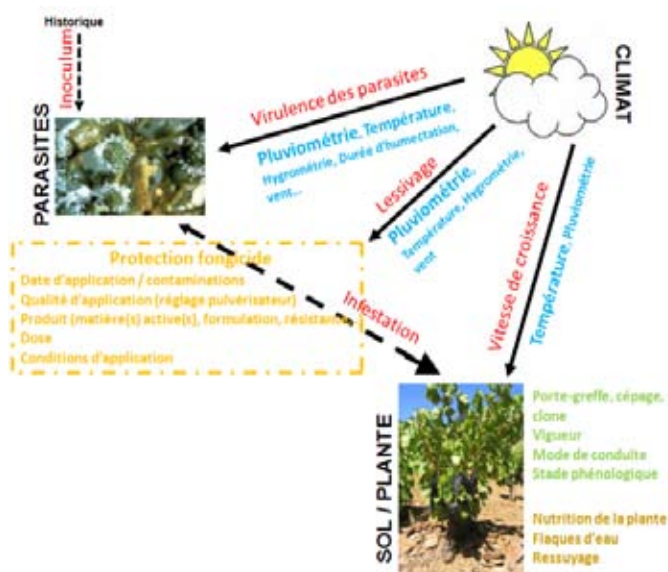 Historique
Inoculum
PARASITES
CLIMAT
Virulence des parasites
Pluviométrie, Température,
Hygrométrie, Durée d'humectation,
vent...
Lessivage
Pluviométrie,
Température, Hygrométrie,
vent
Vitesse de croissance
Température, Pluviométrie
Protection fongicide
Date d'application / contaminations
Qualité d'application (réglage pulvérisateur)
Produit (matière(s) active(s), formulation, résistance
Dose
Conditions d'application
Infestation
SOL / PLANTE
Porte-greffe, cépage,
clone
Vigueur
Mode de conduite
Stade phénologique
Nutrition de la plante
Flaques d'eau
Ressuyage